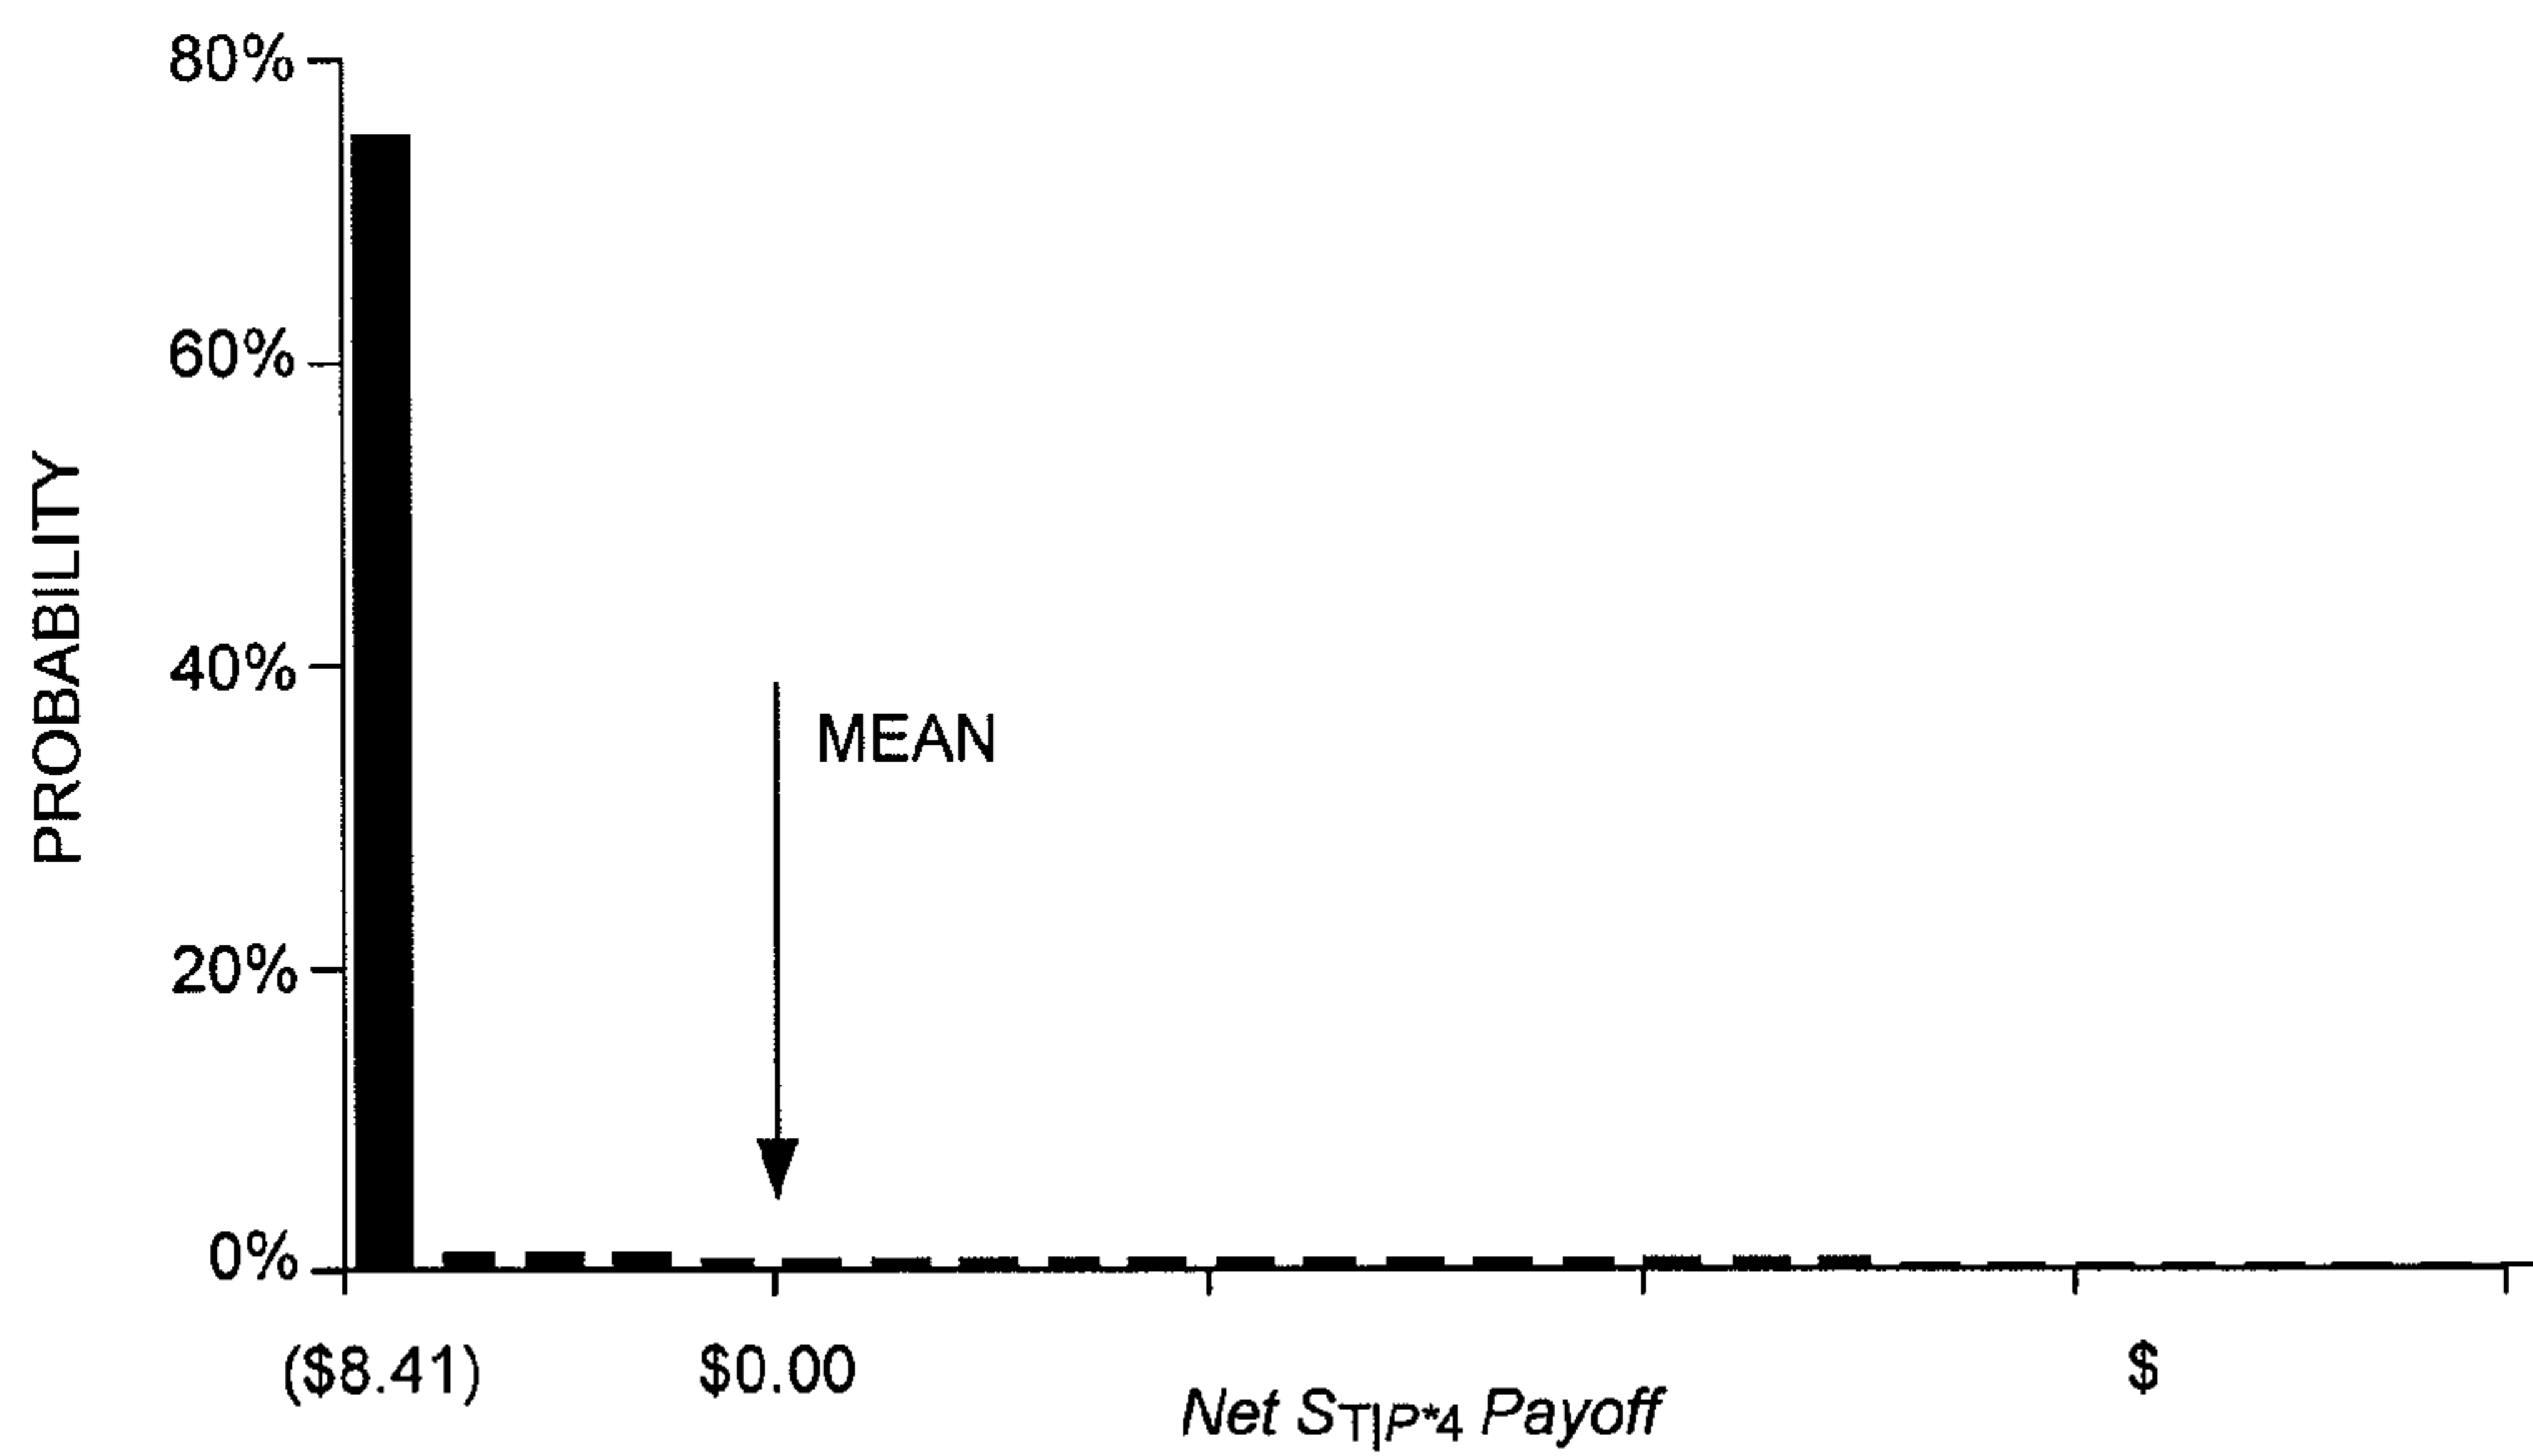 80%
60%
40%
20%
0%
PROBABILITY
MEAN
($8.41)
$0.00
$
Net ST|P*4 Payoff